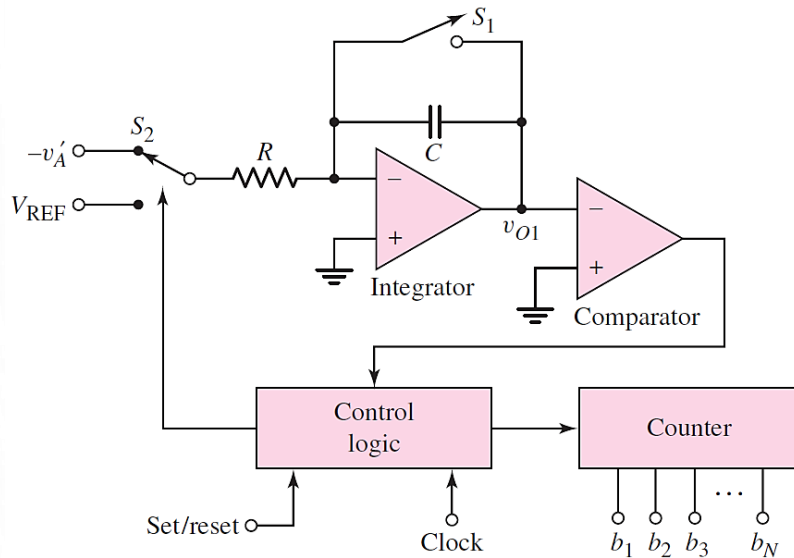 S₁
S₂
−v′A
R
C
VREF
−
+
vO1
−
+
Integrator
Comparator
Control
logic
Counter
Set/reset
Clock
b₁ b₂ b₃ ... bN